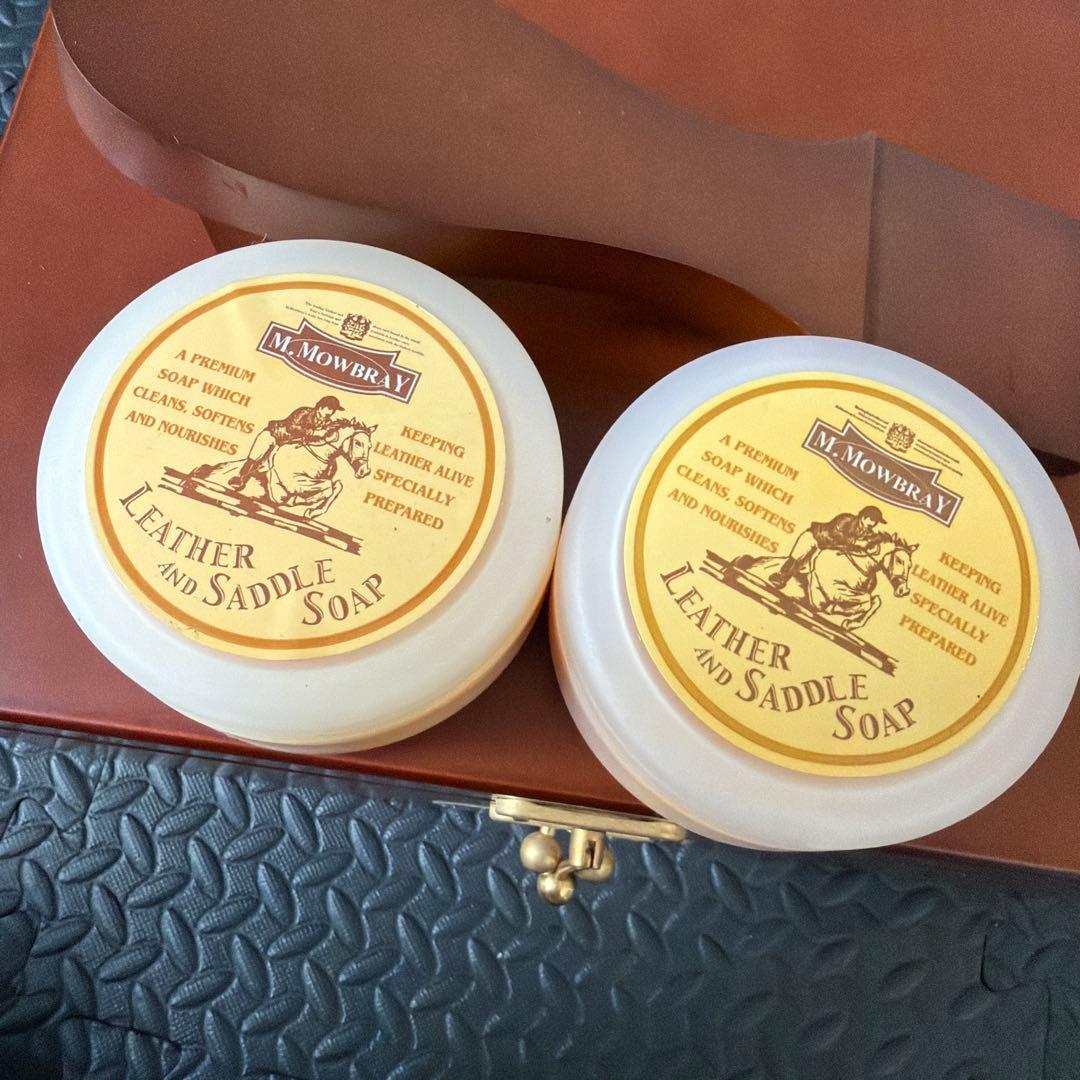 M. MOWBRAY
A PREMIUM
SOAP WHICH
CLEANS, SOFTENS
AND NOURISHES
KEEPING
LEATHER ALIVE
SPECIALLY
PREPARED
LEATHER
AND SADDLE
SOAP
M. MOWBRAY
A PREMIUM
SOAP WHICH
CLEANS, SOFTENS
AND NOURISHES
KEEPING
LEATHER ALIVE
SPECIALLY
PREPARED
LEATHER
AND SADDLE
SOAP